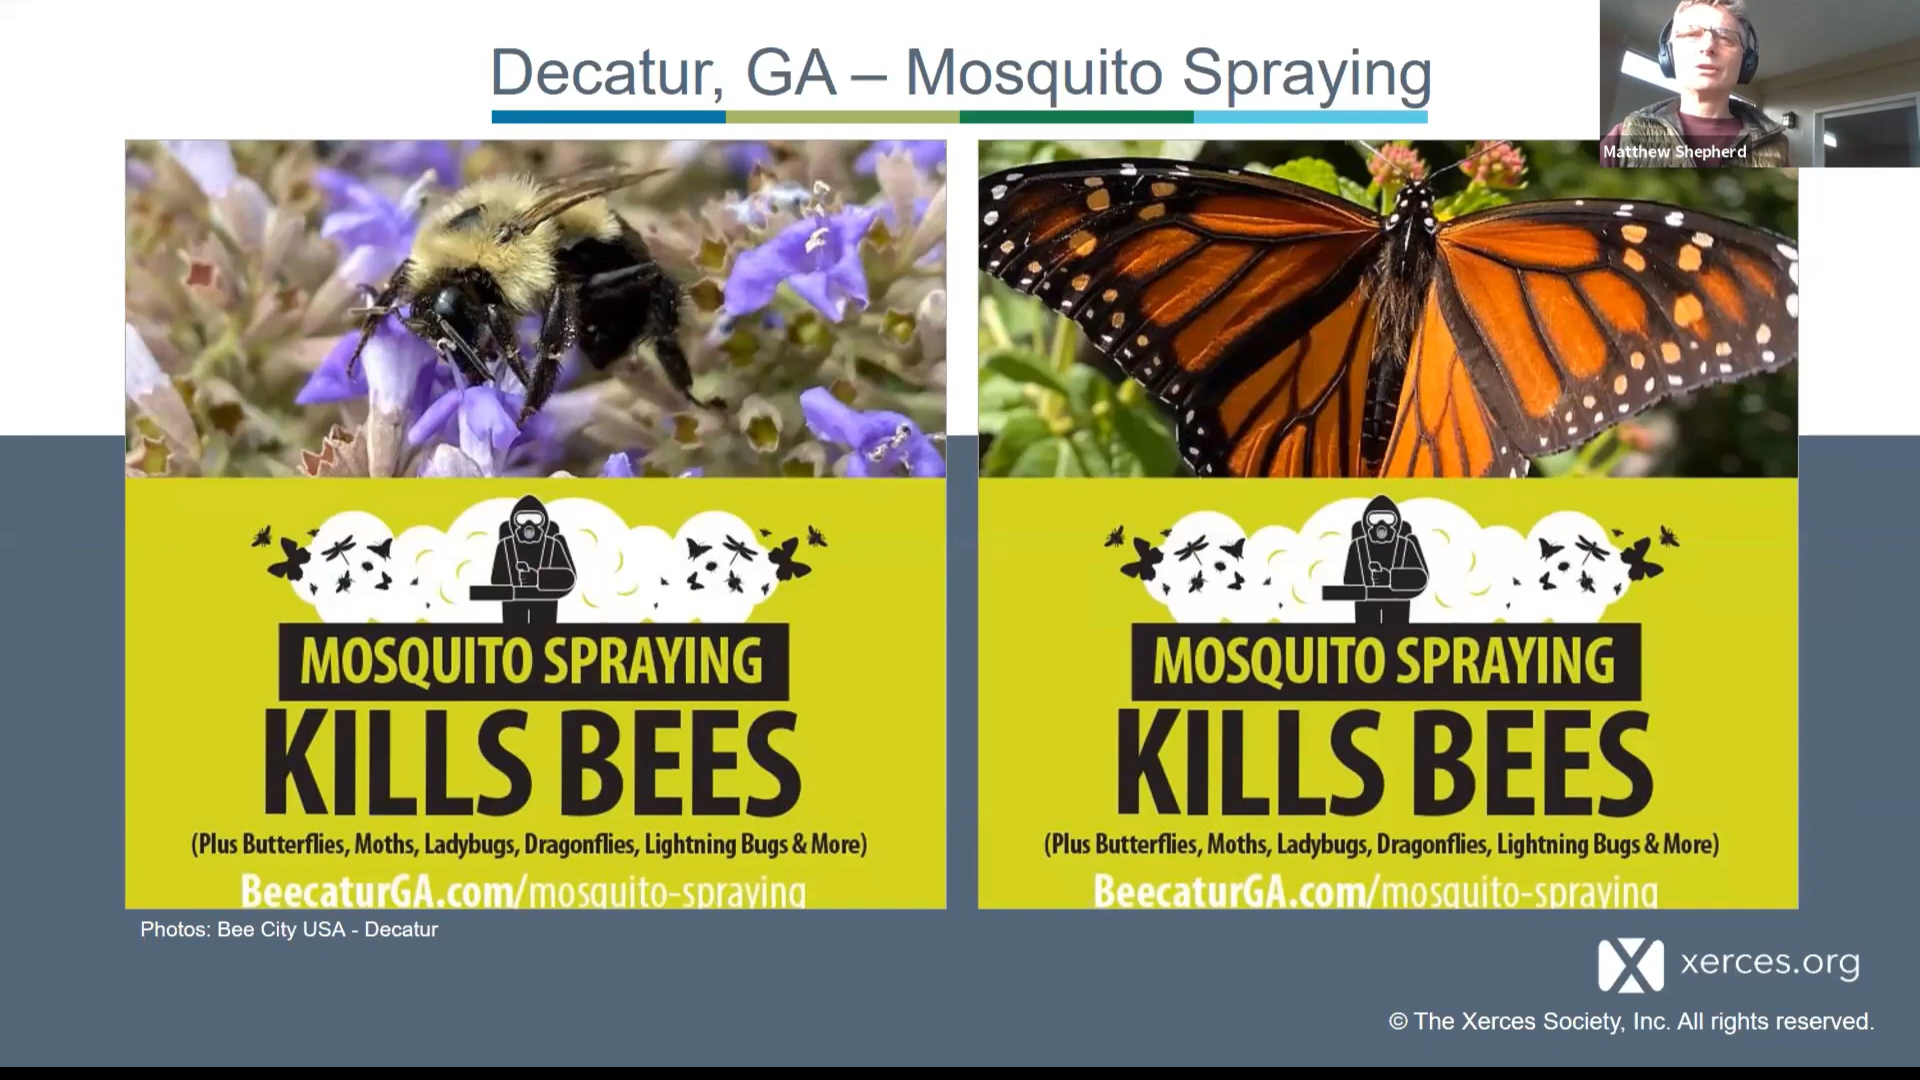 Decatur, GA – Mosquito Spraying
Matthew Shepherd
MOSQUITO SPRAYING
KILLS BEES
(Plus Butterflies, Moths, Ladybugs, Dragonflies, Lightning Bugs & More)
BeecaturGA.com/mosquito-spraying
MOSQUITO SPRAYING
KILLS BEES
(Plus Butterflies, Moths, Ladybugs, Dragonflies, Lightning Bugs & More)
BeecaturGA.com/mosquito-spraying
Photos: Bee City USA - Decatur
xerces.org
© The Xerces Society, Inc. All rights reserved.